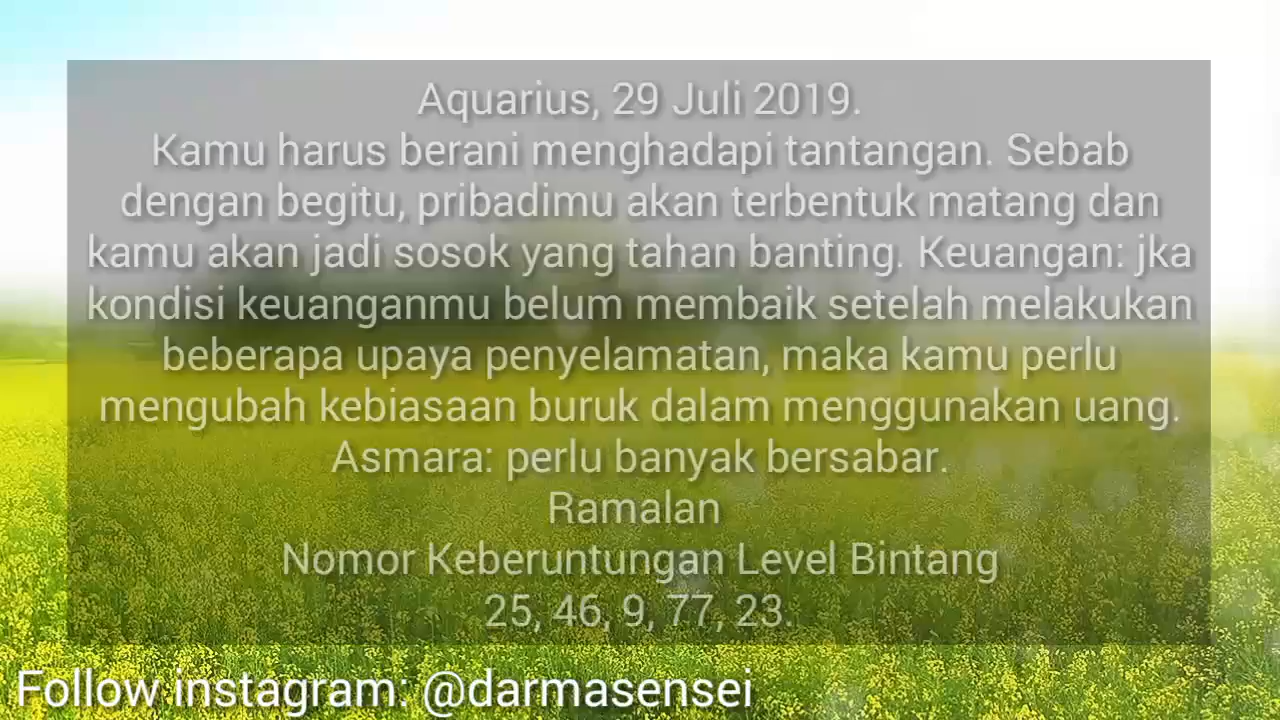 Aquarius, 29 Juli 2019.
Kamu harus berani menghadapi tantangan. Sebab
dengan begitu, pribadimu akan terbentuk matang dan
kamu akan jadi sosok yang tahan banting. Keuangan: jka
kondisi keuanganmu belum membaik setelah melakukan
beberapa upaya penyelamatan, maka kamu perlu
mengubah kebiasaan buruk dalam menggunakan uang.
Asmara: perlu banyak bersabar.
Ramalan
Nomor Keberuntungan Level Bintang
25, 46, 9, 77, 23.
Follow instagram: @darmasensei